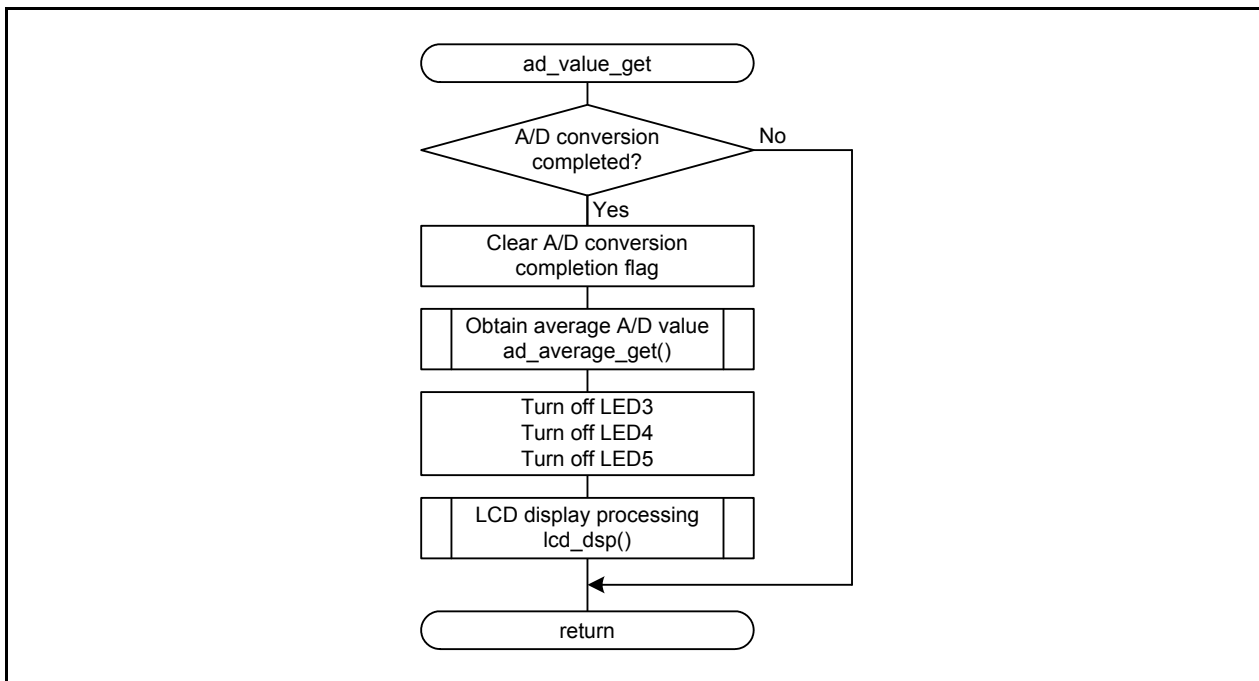 ad_value_get
A/D conversion
completed?
No
Yes
Clear A/D conversion
completion flag
Obtain average A/D value
ad_average_get()
Turn off LED3
Turn off LED4
Turn off LED5
LCD display processing
lcd_dsp()
return